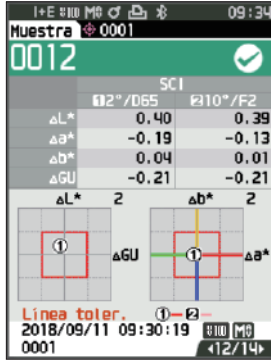 I+E M0 09:34
Muestra 0001
0012
SCI
1 2°/D65 2 10°/F2
ΔL* 0.40 0.39
Δa* -0.19 -0.13
Δb* 0.04 0.01
ΔGU -0.21 -0.21
ΔL* 2 Δb* 2
1 ΔGU 1 Δa*
Línea toler. 1 2
2018/09/11 09:30:19 M0
0001 12/14